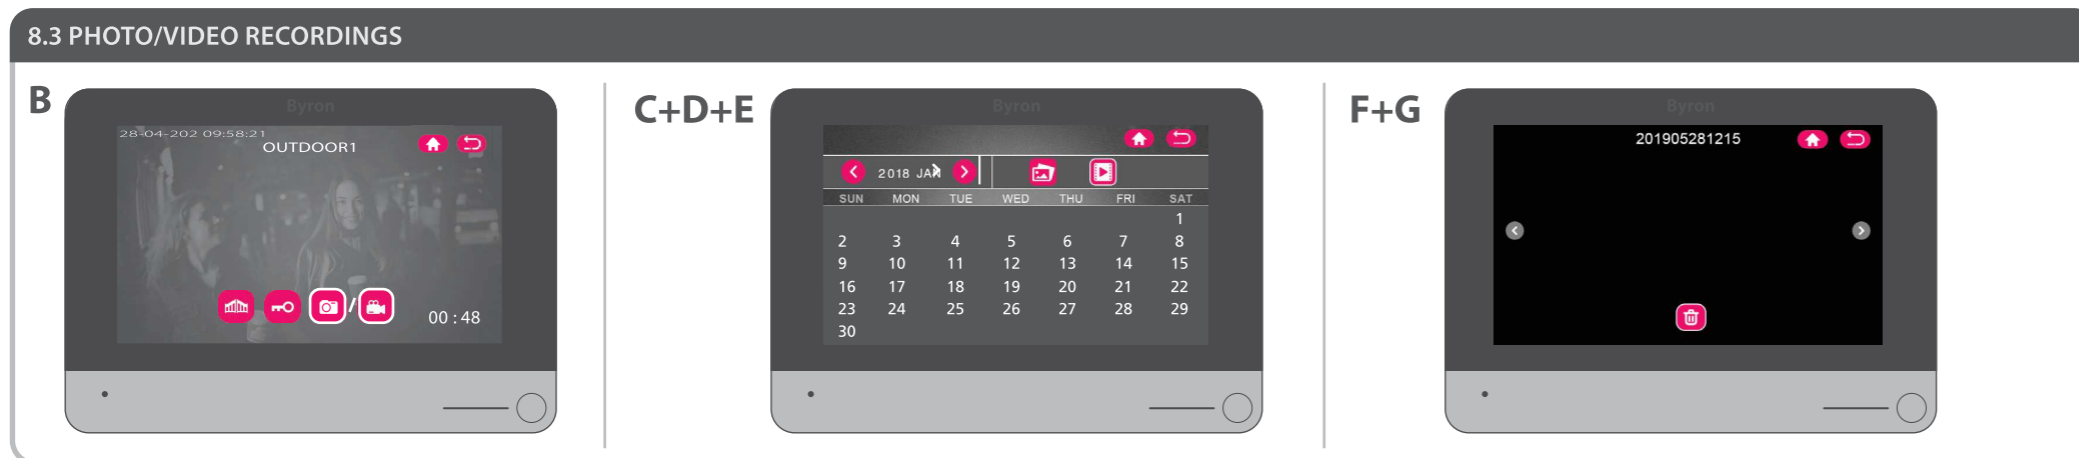 8.3 PHOTO/VIDEO RECORDINGS
B
Byron
28-04-202 09:58:21
OUTDOOR1
/
00 : 48
C+D+E
Byron
2018 JAN
SUN MON TUE WED THU FRI SAT
1
2 3 4 5 6 7 8
9 10 11 12 13 14 15
16 17 18 19 20 21 22
23 24 25 26 27 28 29
30
F+G
Byron
201905281215